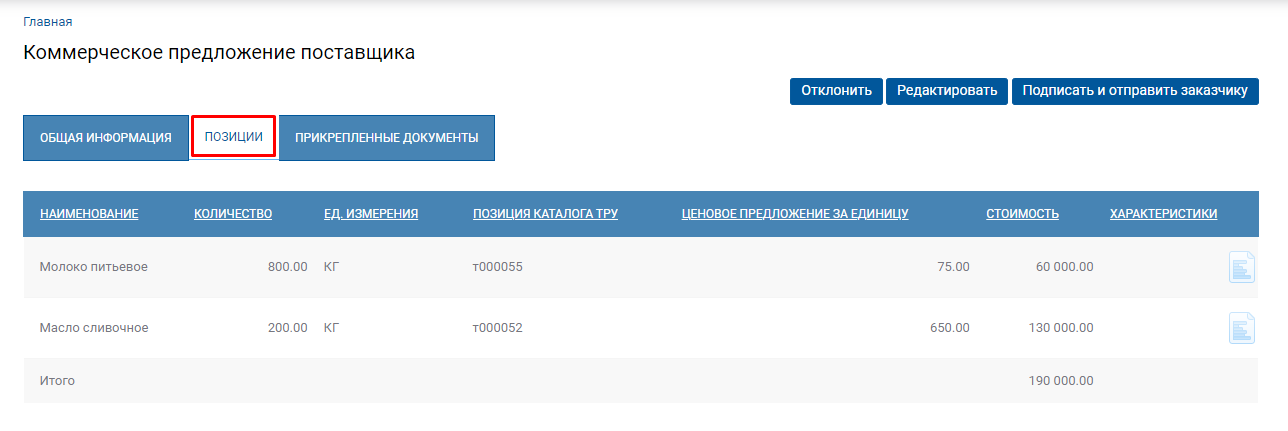 Главная
Коммерческое предложение поставщика
Отклонить Редактировать Подписать и отправить заказчику
ОБЩАЯ ИНФОРМАЦИЯ ПОЗИЦИИ ПРИКРЕПЛЕННЫЕ ДОКУМЕНТЫ
НАИМЕНОВАНИЕ КОЛИЧЕСТВО ЕД. ИЗМЕРЕНИЯ ПОЗИЦИЯ КАТАЛОГА ТРУ ЦЕНОВОЕ ПРЕДЛОЖЕНИЕ ЗА ЕДИНИЦУ СТОИМОСТЬ ХАРАКТЕРИСТИКИ
Молоко питьевое 800.00 КГ т000055 75.00 60 000.00
Масло сливочное 200.00 КГ т000052 650.00 130 000.00
Итого 190 000.00